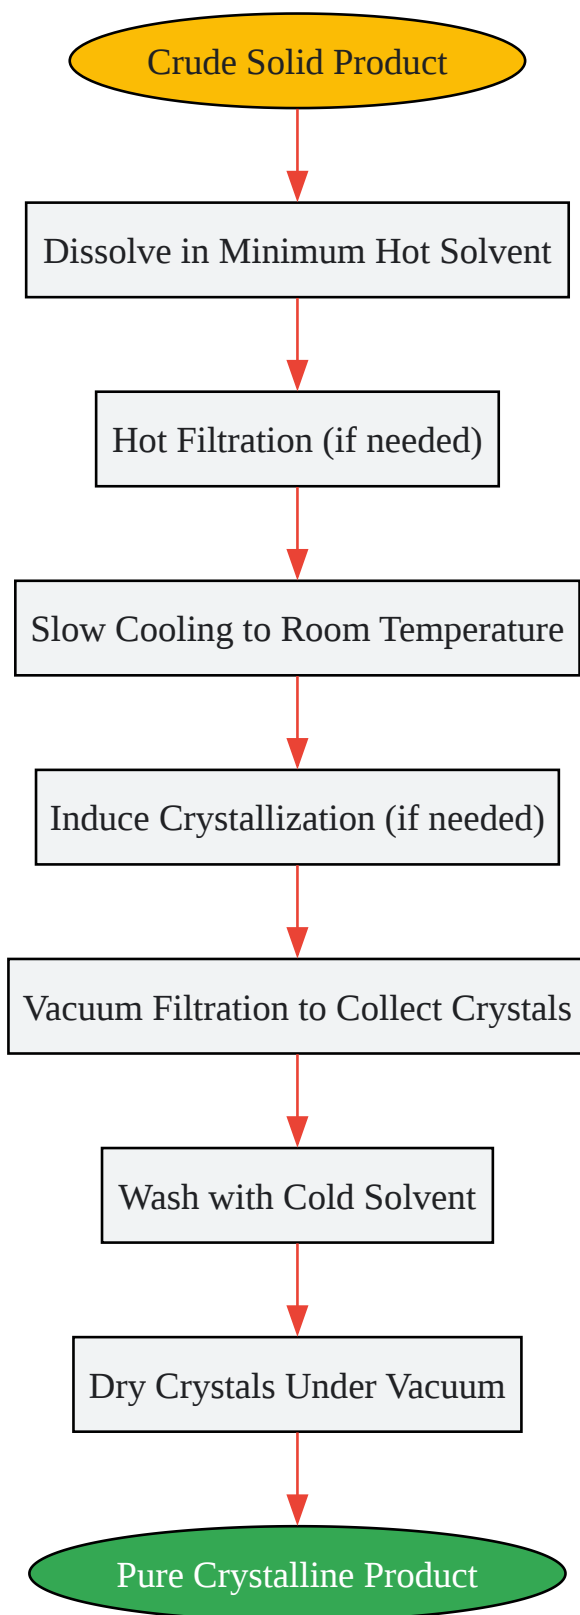 Crude Solid Product
Dissolve in Minimum Hot Solvent
Hot Filtration (if needed)
Slow Cooling to Room Temperature
Induce Crystallization (if needed)
Vacuum Filtration to Collect Crystals
Wash with Cold Solvent
Dry Crystals Under Vacuum
Pure Crystalline Product